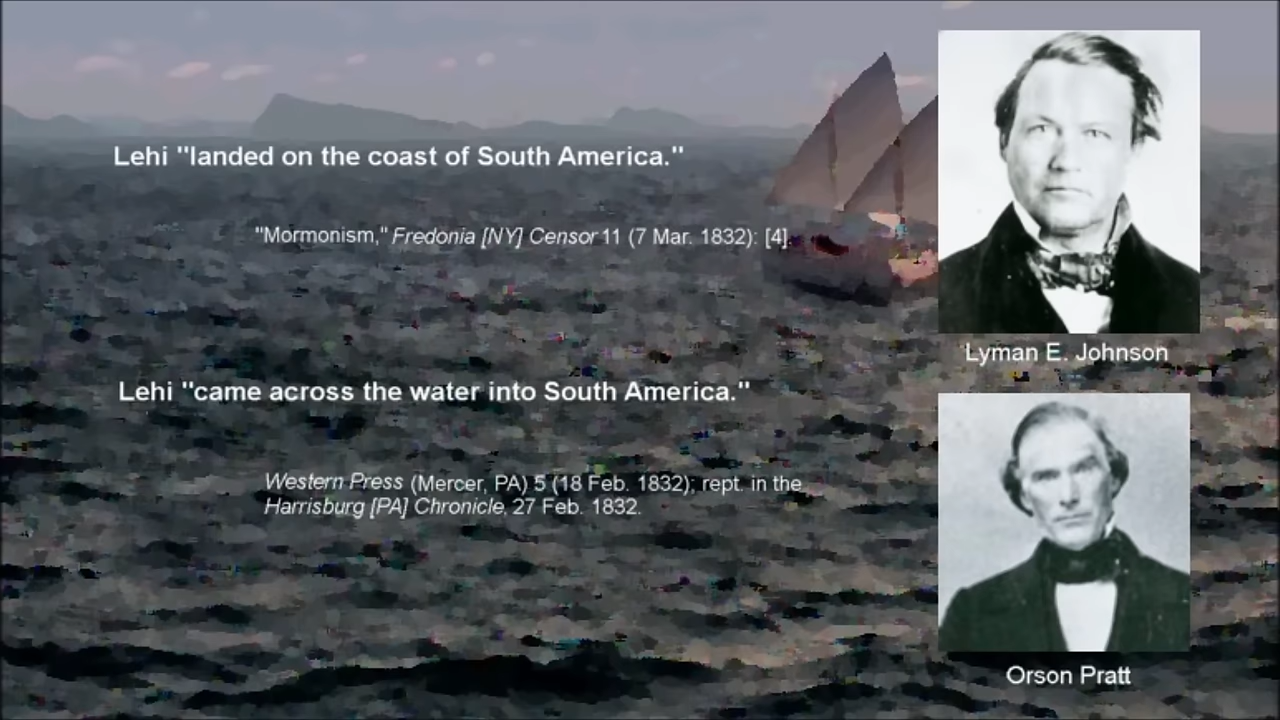 Lehi "landed on the coast of South America."
"Mormonism," Fredonia [NY] Censor 11 (7 Mar. 1832): [4].
Lyman E. Johnson
Lehi "came across the water into South America."
Western Press (Mercer, PA) 5 (18 Feb. 1832); rept. in the
Harrisburg [PA] Chronicle, 27 Feb. 1832.
Orson Pratt